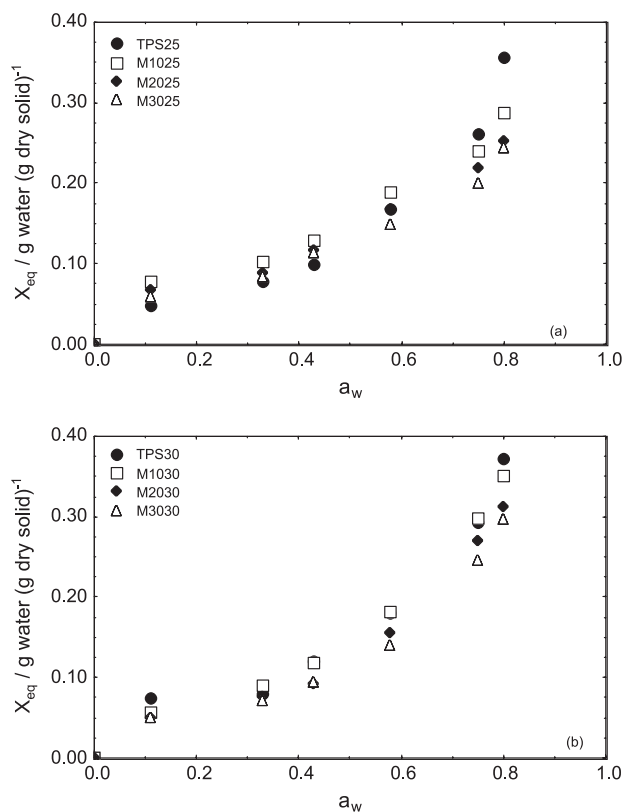 0.40
TPS25
M1025
M2025
M3025
0.30
0.20
0.10
0.00
X_eq / g water (g dry solid)^-1
(a)
0.0 0.2 0.4 0.6 0.8 1.0
a_w
0.40
TPS30
M1030
M2030
M3030
0.30
0.20
0.10
0.00
X_eq / g water (g dry solid)^-1
(b)
0.0 0.2 0.4 0.6 0.8 1.0
a_w